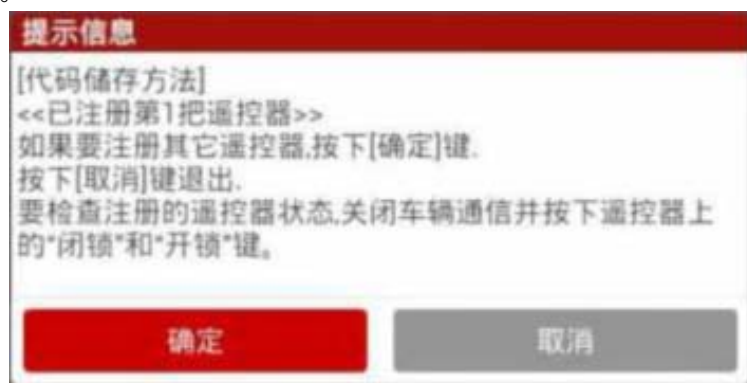 提示信息
[代码储存方法]
<<已注册第1把遥控器>>
如果要注册其它遥控器,按下[确定]键.
按下[取消]键退出.
要检查注册的遥控器状态,关闭车辆通信并按下遥控器上
的“闭锁”和“开锁”键。
确定
取消